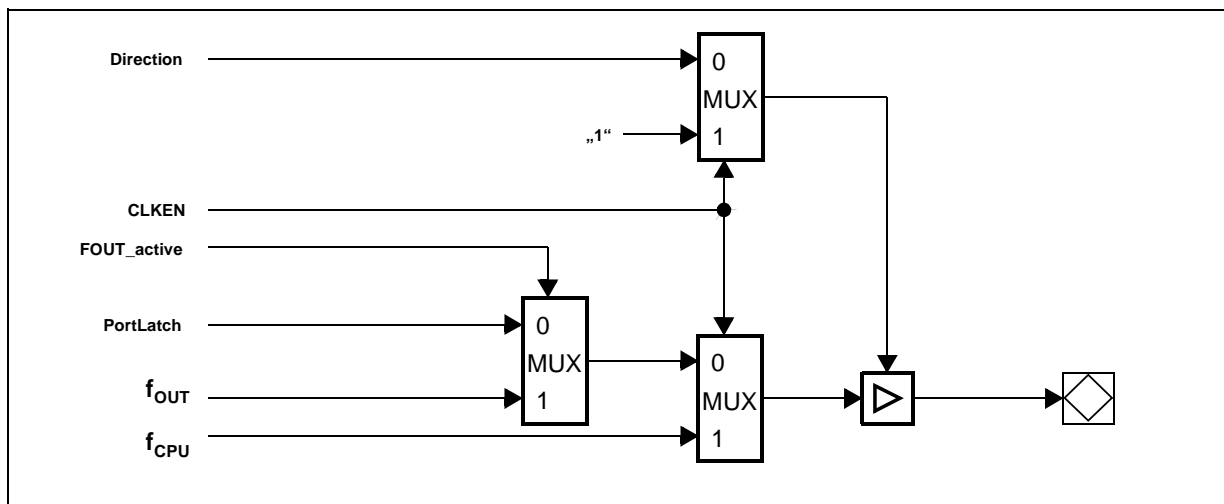 Direction
0
MUX
„1“
1
CLKEN
FOUT_active
PortLatch
0
MUX
0
MUX
fOUT
1
fCPU
1